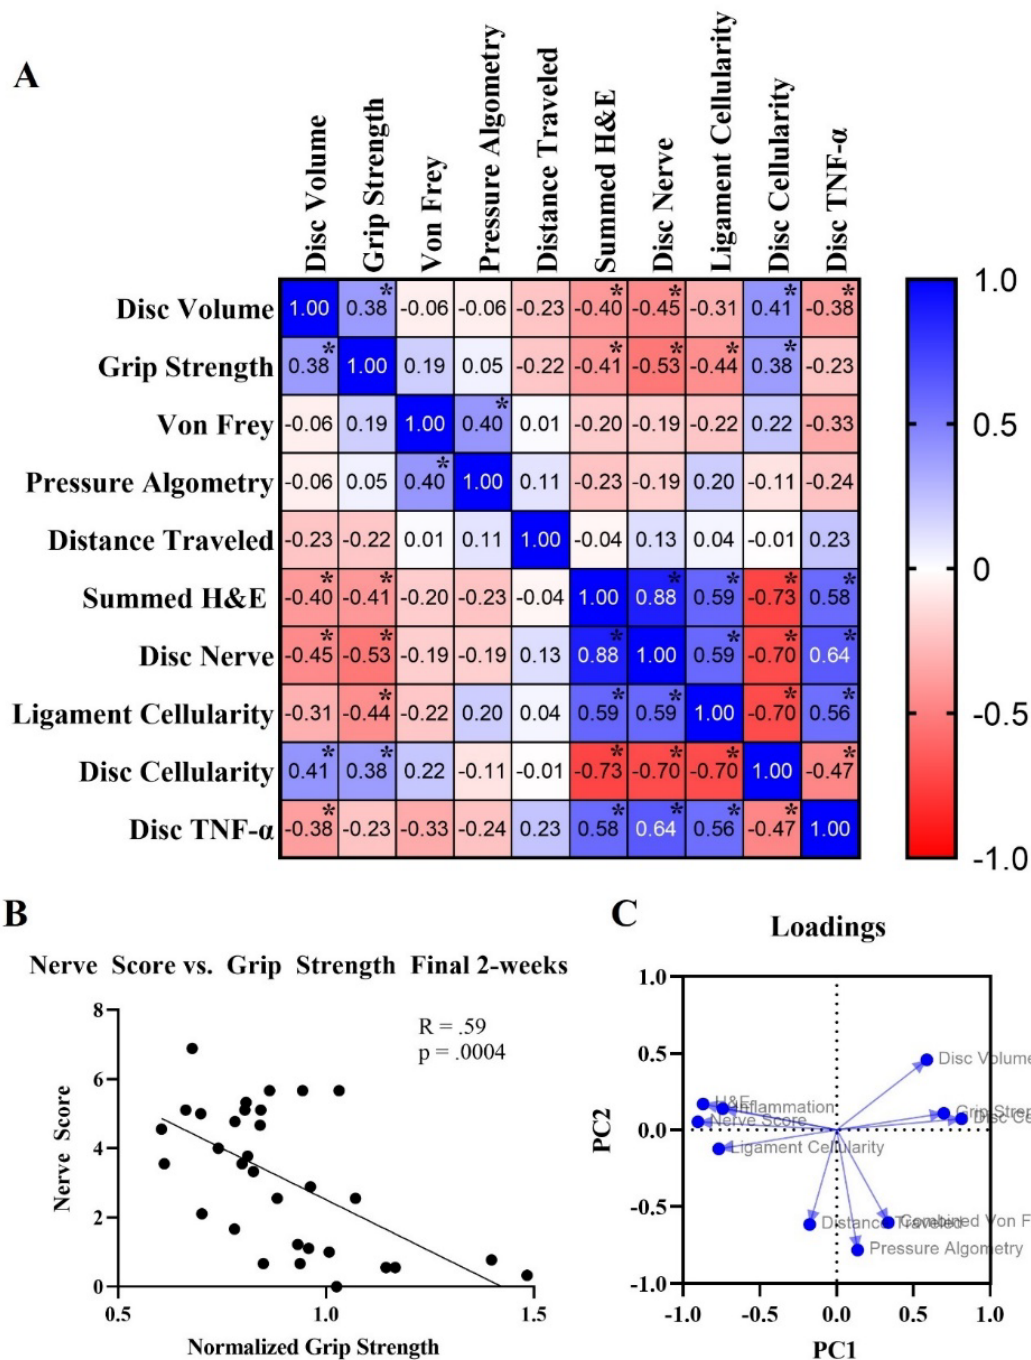 A
Disc Volume
Grip Strength
Von Frey
Pressure Algometry
Distance Traveled
Summed H&E
Disc Nerve
Ligament Cellularity
Disc Cellularity
Disc TNF-α
Disc Volume 1.00 0.38* -0.06 -0.06 -0.23 -0.40* -0.45* -0.31 0.41* -0.38*
Grip Strength 0.38* 1.00 0.19 0.05 -0.22 -0.41* -0.53* -0.44* 0.38* -0.23
Von Frey -0.06 0.19 1.00 0.40* 0.01 -0.20 -0.19 -0.22 0.22 -0.33
Pressure Algometry -0.06 0.05 0.40* 1.00 0.11 -0.23 -0.19 0.20 -0.11 -0.24
Distance Traveled -0.23 -0.22 0.01 0.11 1.00 -0.04 0.13 0.04 -0.01 0.23
Summed H&E -0.40* -0.41* -0.20 -0.23 -0.04 1.00 0.88* 0.59* -0.73* 0.58*
Disc Nerve -0.45* -0.53* -0.19 -0.19 0.13 0.88* 1.00 0.59* -0.70* 0.64*
Ligament Cellularity -0.31 -0.44* -0.22 0.20 0.04 0.59* 0.59* 1.00 -0.70* 0.56*
Disc Cellularity 0.41* 0.38* 0.22 -0.11 -0.01 -0.73* -0.70* -0.70* 1.00 -0.47*
Disc TNF-α -0.38* -0.23 -0.33 -0.24 0.23 0.58* 0.64* 0.56* -0.47* 1.00
1.0
0.5
0
-0.5
-1.0
B
Nerve Score vs. Grip Strength Final 2-weeks
R = .59
p = .0004
Nerve Score
8
6
4
2
0
0.5 1.0 1.5
Normalized Grip Strength
C
Loadings
PC2
1.0
0.5
0.0
-0.5
-1.0
Disc Volume
H&E
Inflammation
Grip Stren
Disc Ce
Nerve Score
Ligament Cellularity
Distance Traveled
Combined Von F
Pressure Algometry
-1.0 -0.5 0.0 0.5 1.0
PC1